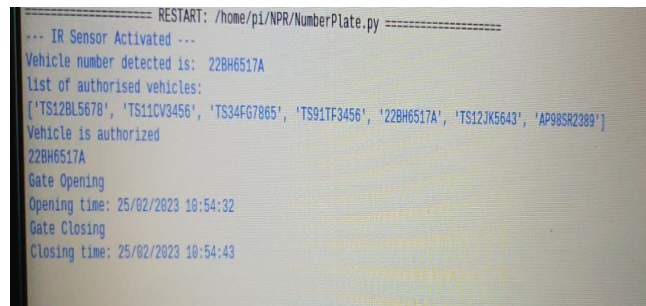 =================== RESTART: /home/pi/NPR/NumberPlate.py ===================
--- IR Sensor Activated ---
Vehicle number detected is: 22BH6517A
list of authorised vehicles:
['TS12BL5678', 'TS11CV3456', 'TS34FG7865', 'TS91TF3456', '22BH6517A', 'TS12JK5643', 'AP98SR2389']
Vehicle is authorized
22BH6517A
Gate Opening
Opening time: 25/02/2023 10:54:32
Gate Closing
Closing time: 25/02/2023 10:54:43